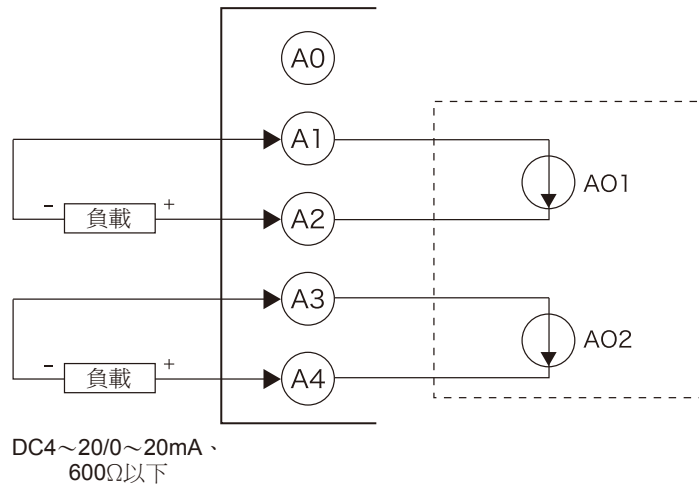 A0
A1
AO1
- 負載 +
A2
A3
AO2
- 負載 +
A4
DC4～20/0～20mA、
600Ω以下